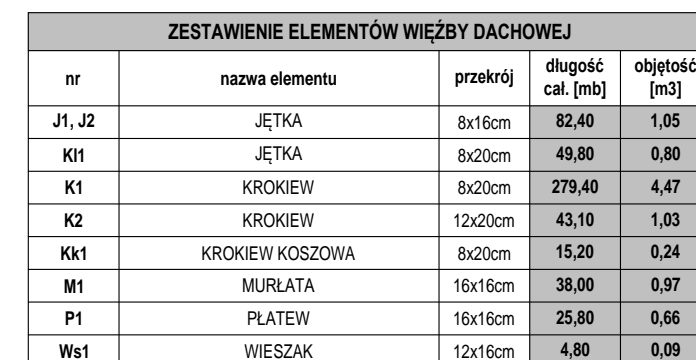 ZESTAWIENIE ELEMENTÓW WIĘŹBY DACHOWEJ
nr nazwa elementu przekrój długość cał. [mb] objętość [m3]
J1, J2 JĘTKA 8x16cm 82,40 1,05
Kl1 JĘTKA 8x20cm 49,80 0,80
K1 KROKIEW 8x20cm 279,40 4,47
K2 KROKIEW 12x20cm 43,10 1,03
Kk1 KROKIEW KOSZOWA 8x20cm 15,20 0,24
M1 MURŁATA 16x16cm 38,00 0,97
P1 PŁATEW 16x16cm 25,80 0,66
Ws1 WIESZAK 12x16cm 4,80 0,09